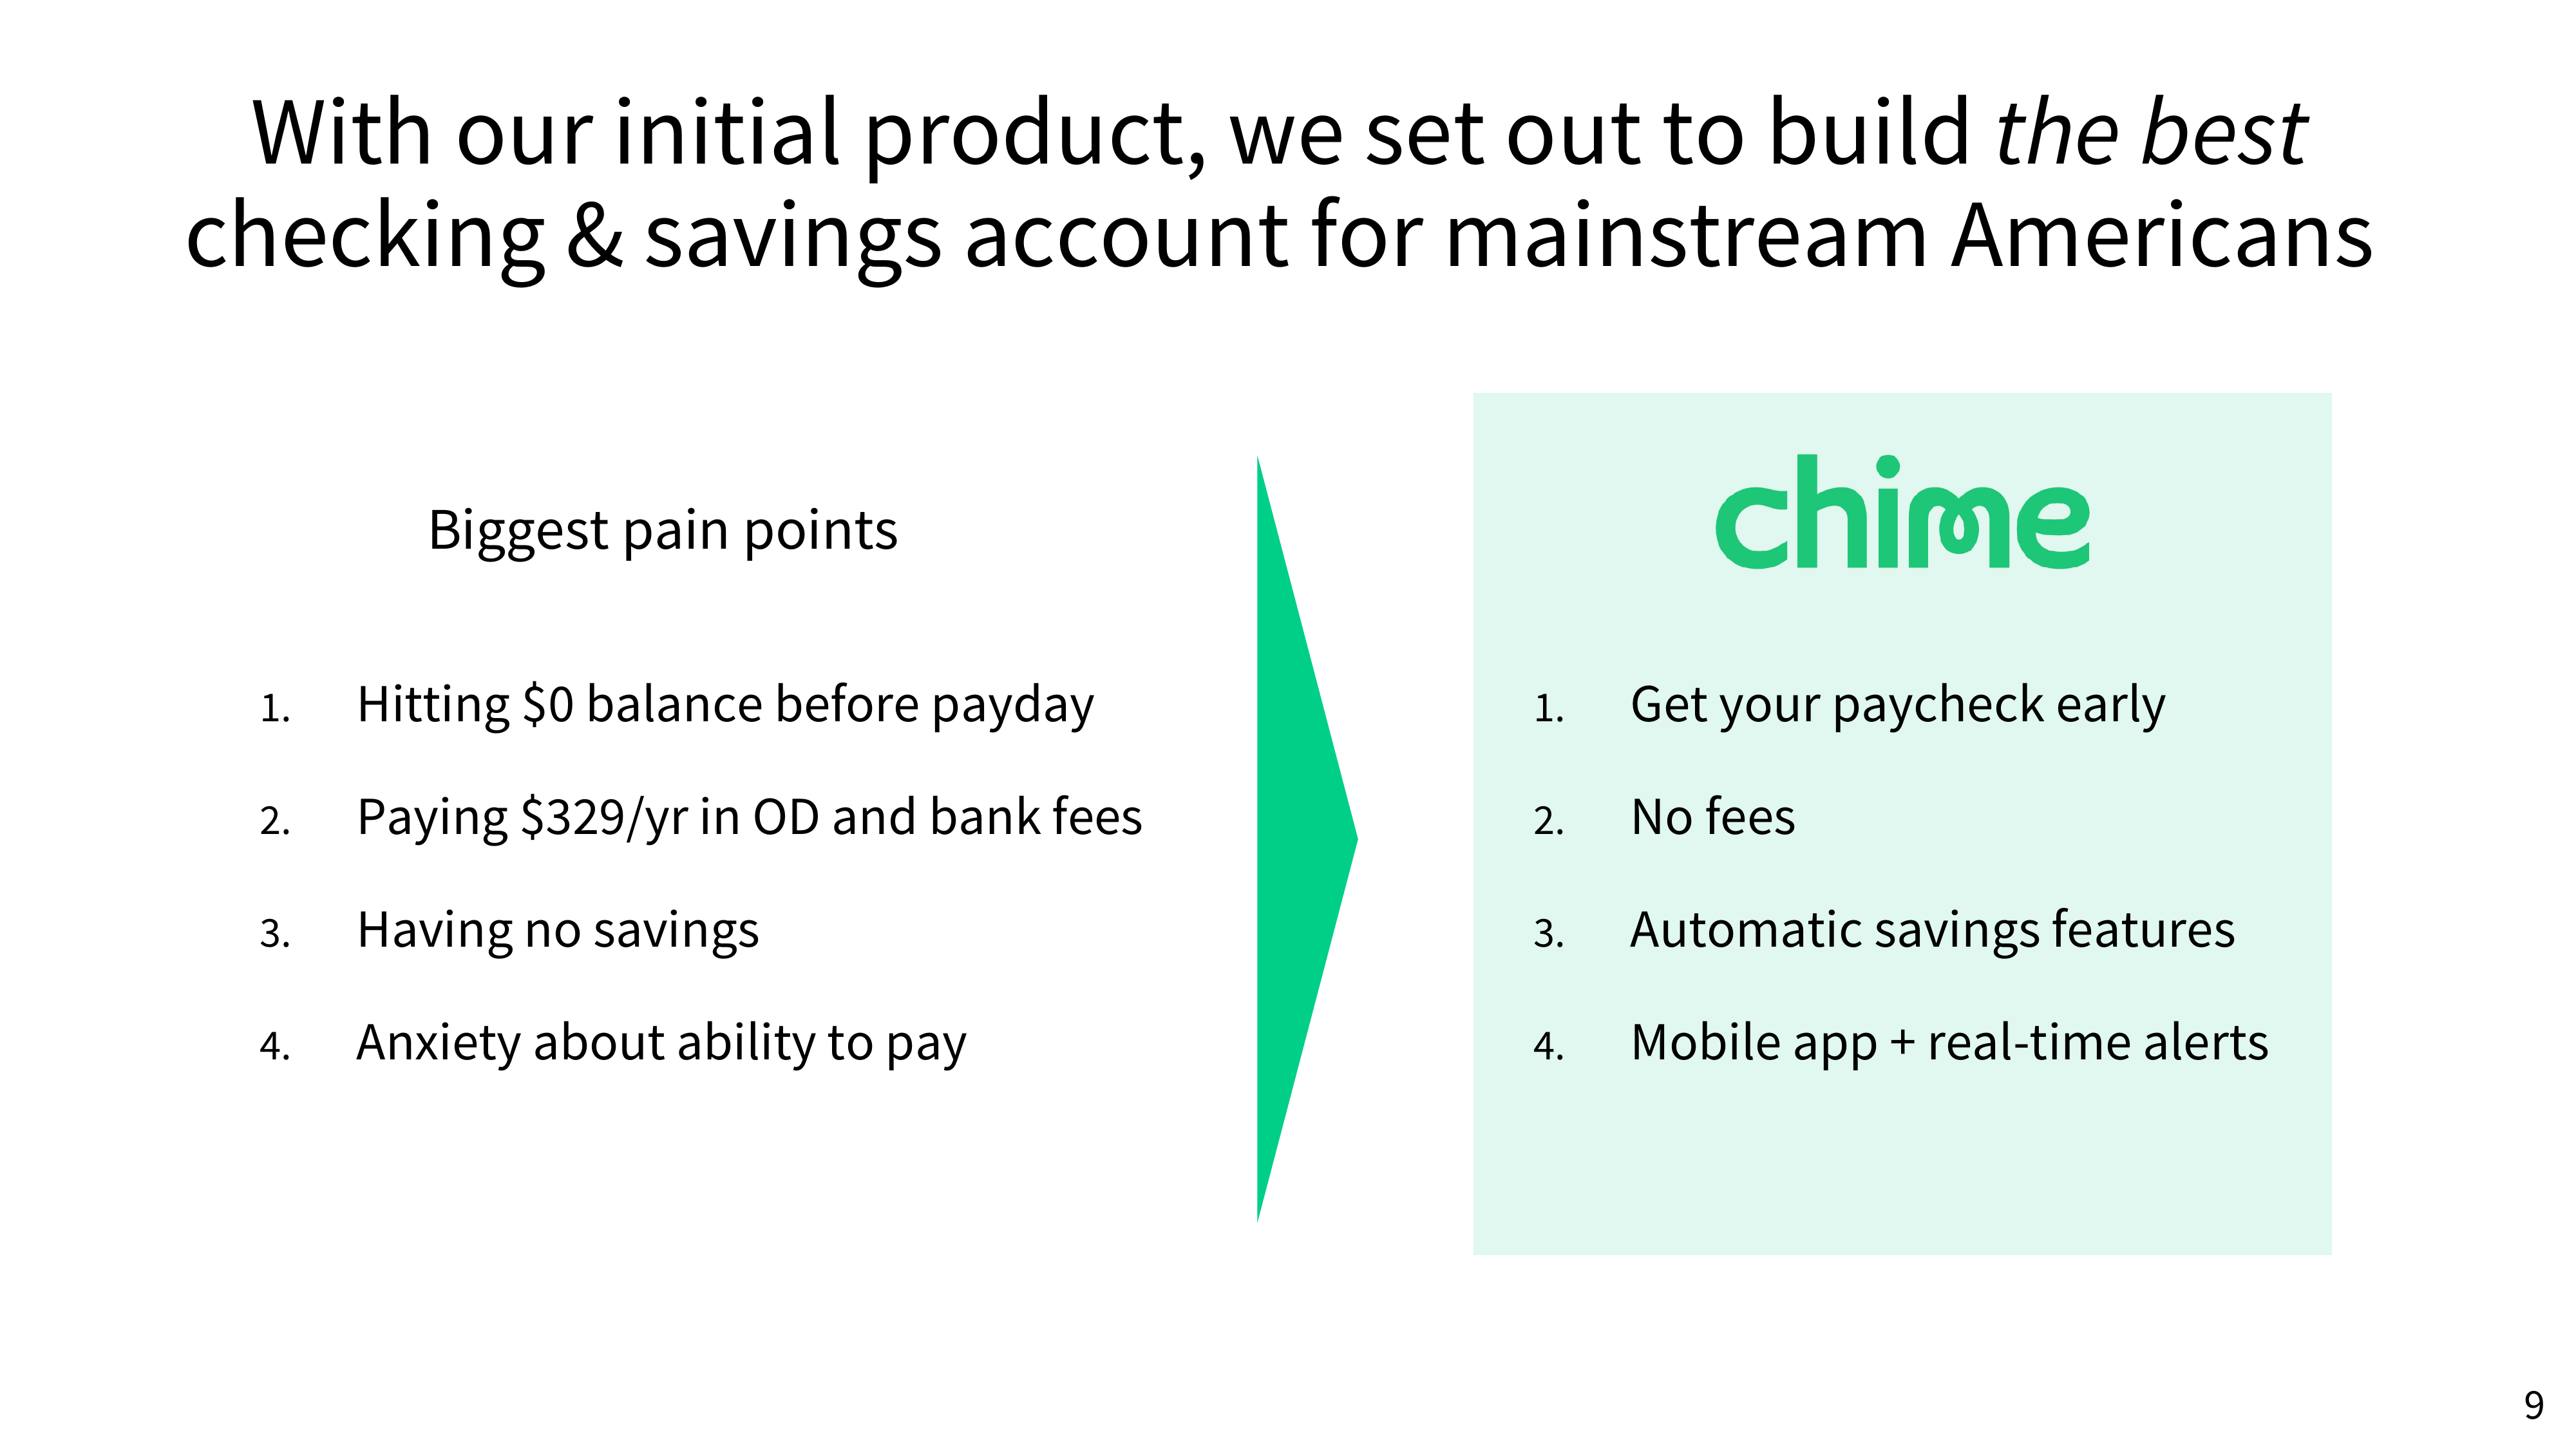 With our initial product, we set out to build the best
checking & savings account for mainstream Americans
Biggest pain points
1. Hitting $0 balance before payday
2. Paying $329/yr in OD and bank fees
3. Having no savings
4. Anxiety about ability to pay
chime
1. Get your paycheck early
2. No fees
3. Automatic savings features
4. Mobile app + real-time alerts
9